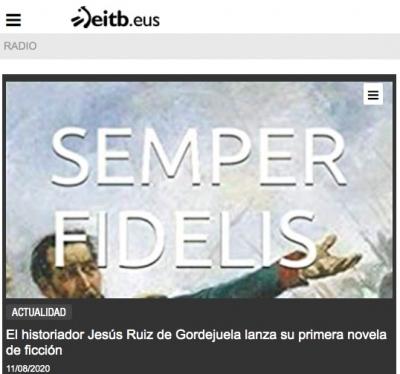 eitb.eus
RADIO
SEMPER
FIDELIS
ACTUALIDAD
El historiador Jesús Ruiz de Gordejuela lanza su primera novela
de ficción
11/08/2020